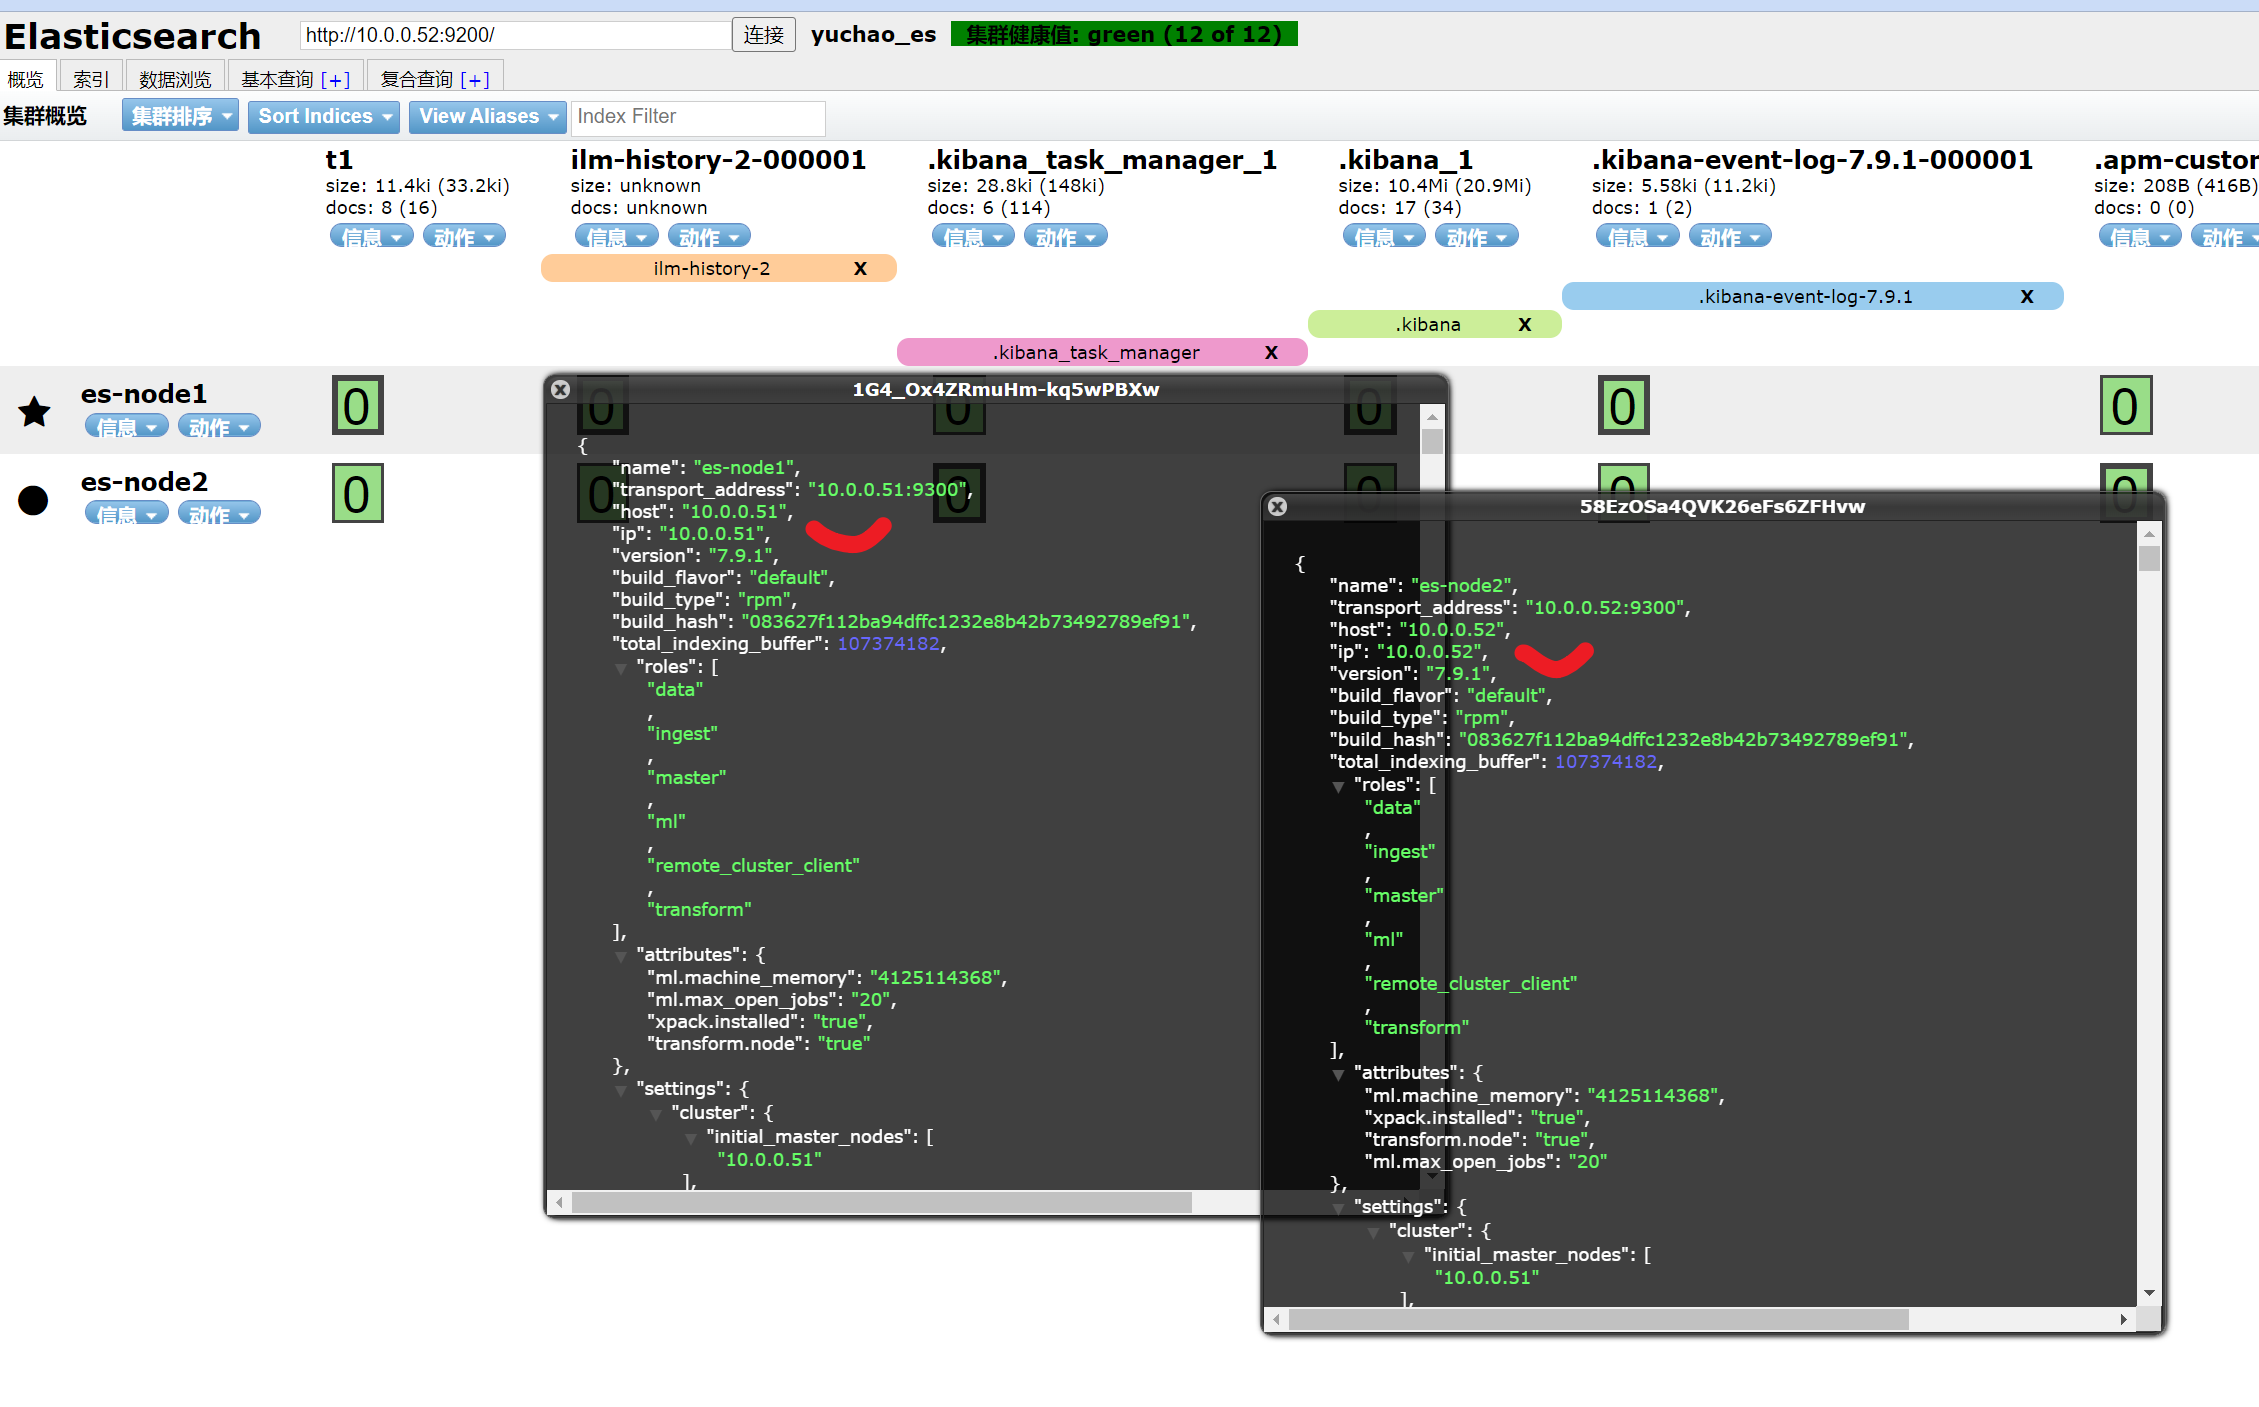 Elasticsearch http://10.0.0.52:9200/ 连接 yuchao_es 集群健康值: green (12 of 12)
概览 索引 数据浏览 基本查询 [+] 复合查询 [+]
集群概览 集群排序 Sort Indices View Aliases Index Filter
t1 ilm-history-2-000001 .kibana_task_manager_1 .kibana_1 .kibana-event-log-7.9.1-000001 .apm-custor
size: 11.4ki (33.2ki) size: unknown size: 28.8ki (148ki) size: 10.4Mi (20.9Mi) size: 5.58ki (11.2ki) size: 208B (416B)
docs: 8 (16) docs: unknown docs: 6 (114) docs: 17 (34) docs: 1 (2) docs: 0 (0)
信息 动作 信息 动作 信息 动作 信息 动作 信息 动作 信息 动作
ilm-history-2 X
.kibana-event-log-7.9.1 X
.kibana X
.kibana_task_manager X
es-node1 0 0 0 0 0 0
信息 动作
es-node2 0 0 0 0 0 0
信息 动作
1G4_Ox4ZRmuHm-kq5wPBXw
{
"name": "es-node1",
"transport_address": "10.0.0.51:9300",
"host": "10.0.0.51",
"ip": "10.0.0.51",
"version": "7.9.1",
"build_flavor": "default",
"build_type": "rpm",
"build_hash": "083627f112ba94dffc1232e8b42b73492789ef91",
"total_indexing_buffer": 107374182,
"roles": [
"data"
,
"ingest"
,
"master"
,
"ml"
,
"remote_cluster_client"
,
"transform"
],
"attributes": {
"ml.machine_memory": "4125114368",
"ml.max_open_jobs": "20",
"xpack.installed": "true",
"transform.node": "true"
},
"settings": {
"cluster": {
"initial_master_nodes": [
"10.0.0.51"
],
58EzOSa4QVK26eFs6ZFHvw
{
"name": "es-node2",
"transport_address": "10.0.0.52:9300",
"host": "10.0.0.52",
"ip": "10.0.0.52",
"version": "7.9.1",
"build_flavor": "default",
"build_type": "rpm",
"build_hash": "083627f112ba94dffc1232e8b42b73492789ef91",
"total_indexing_buffer": 107374182,
"roles": [
"data"
,
"ingest"
,
"master"
,
"ml"
,
"remote_cluster_client"
,
"transform"
],
"attributes": {
"ml.machine_memory": "4125114368",
"xpack.installed": "true",
"transform.node": "true",
"ml.max_open_jobs": "20"
},
"settings": {
"cluster": {
"initial_master_nodes": [
"10.0.0.51"
],